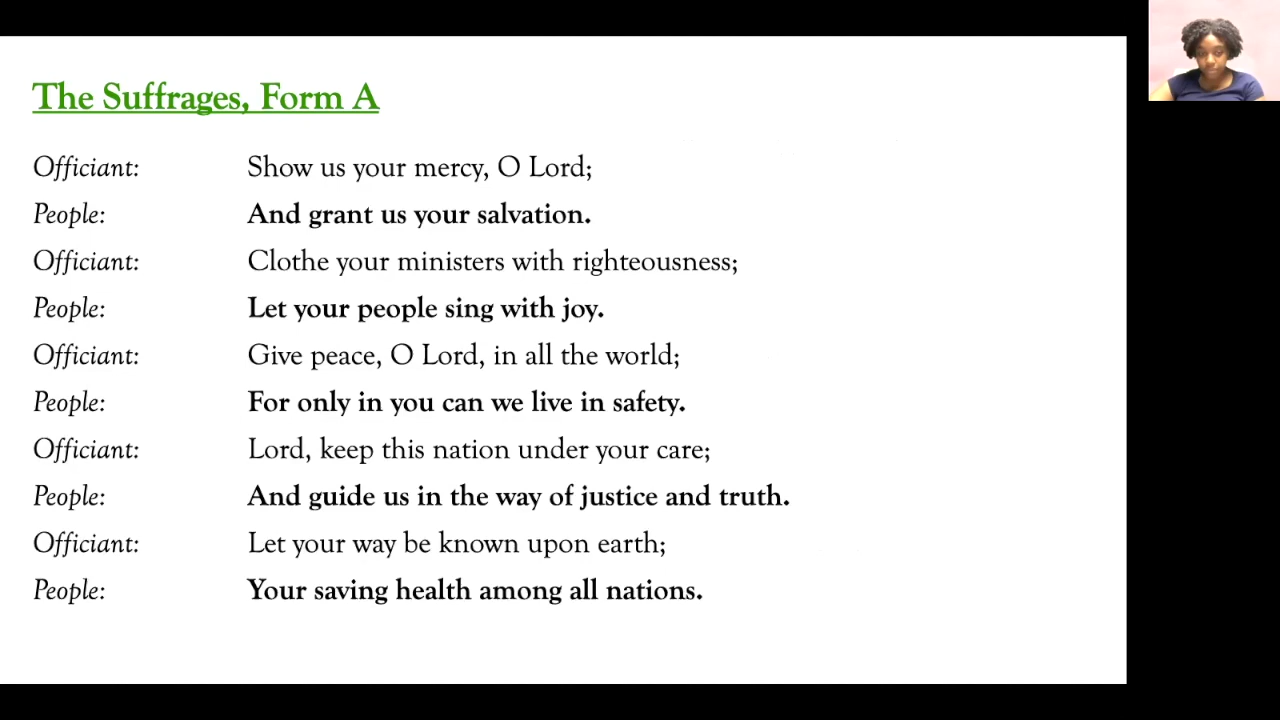 The Suffrages, Form A
Officiant: Show us your mercy, O Lord;
People: And grant us your salvation.
Officiant: Clothe your ministers with righteousness;
People: Let your people sing with joy.
Officiant: Give peace, O Lord, in all the world;
People: For only in you can we live in safety.
Officiant: Lord, keep this nation under your care;
People: And guide us in the way of justice and truth.
Officiant: Let your way be known upon earth;
People: Your saving health among all nations.